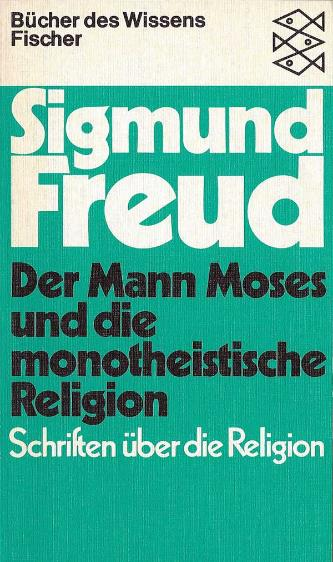 Bücher des Wissens
Fischer
Sigmund
Freud
Der Mann Moses
und die
monotheistische
Religion
Schriften über die Religion